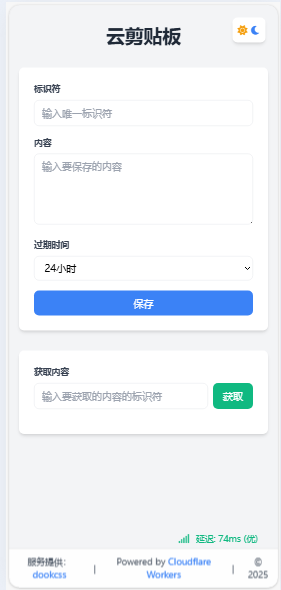 云剪贴板
标识符
输入唯一标识符
内容
输入要保存的内容
过期时间
24小时
保存
获取内容
输入要获取的内容的标识符
获取
延迟: 74ms (优)
服务提供:
dookcss
|
Powered by Cloudflare
Workers
|
©
2025